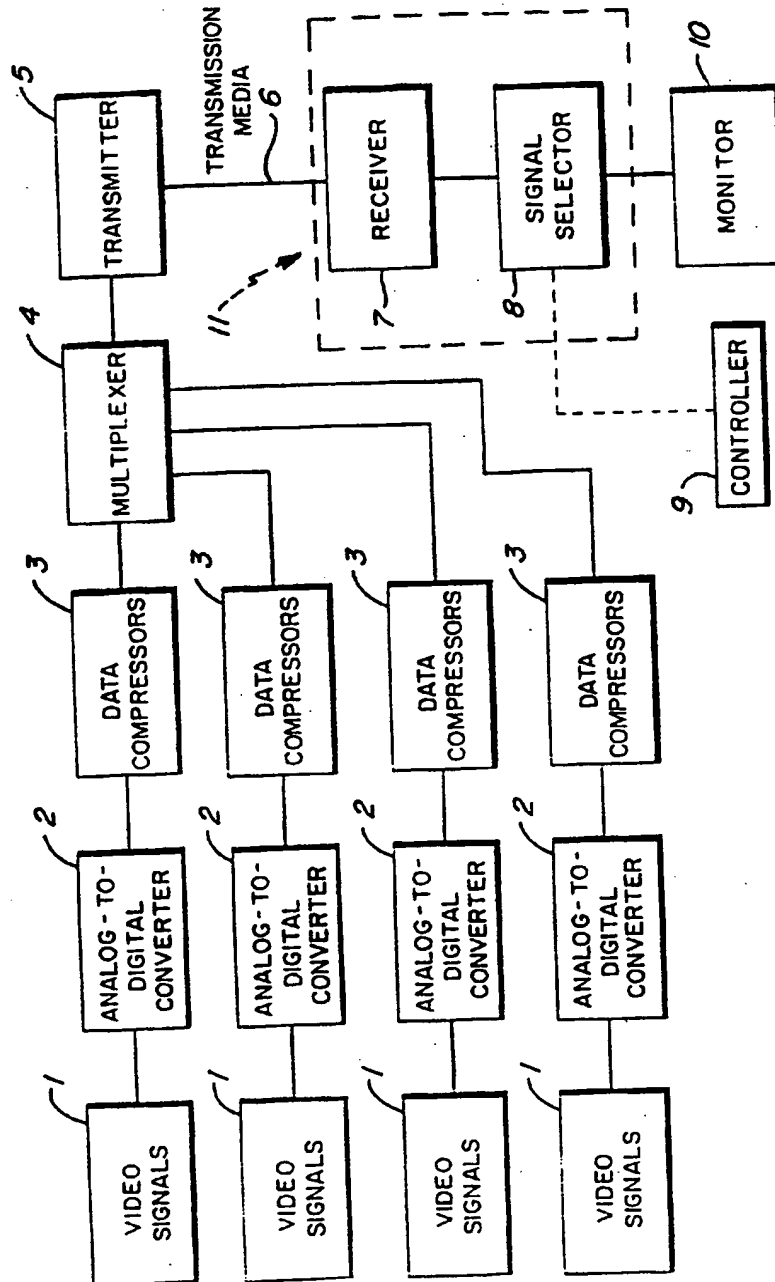 1
VIDEO
SIGNALS
2
ANALOG-TO-
DIGITAL
CONVERTER
3
DATA
COMPRESSORS
4
MULTIPLEXER
5
TRANSMITTER
1
VIDEO
SIGNALS
2
ANALOG-TO-
DIGITAL
CONVERTER
3
DATA
COMPRESSORS
1
VIDEO
SIGNALS
2
ANALOG-TO-
DIGITAL
CONVERTER
3
DATA
COMPRESSORS
1
VIDEO
SIGNALS
2
ANALOG-TO-
DIGITAL
CONVERTER
3
DATA
COMPRESSORS
TRANSMISSION
MEDIA
6
11
RECEIVER
7
SIGNAL
SELECTOR
8
9
CONTROLLER
10
MONITOR